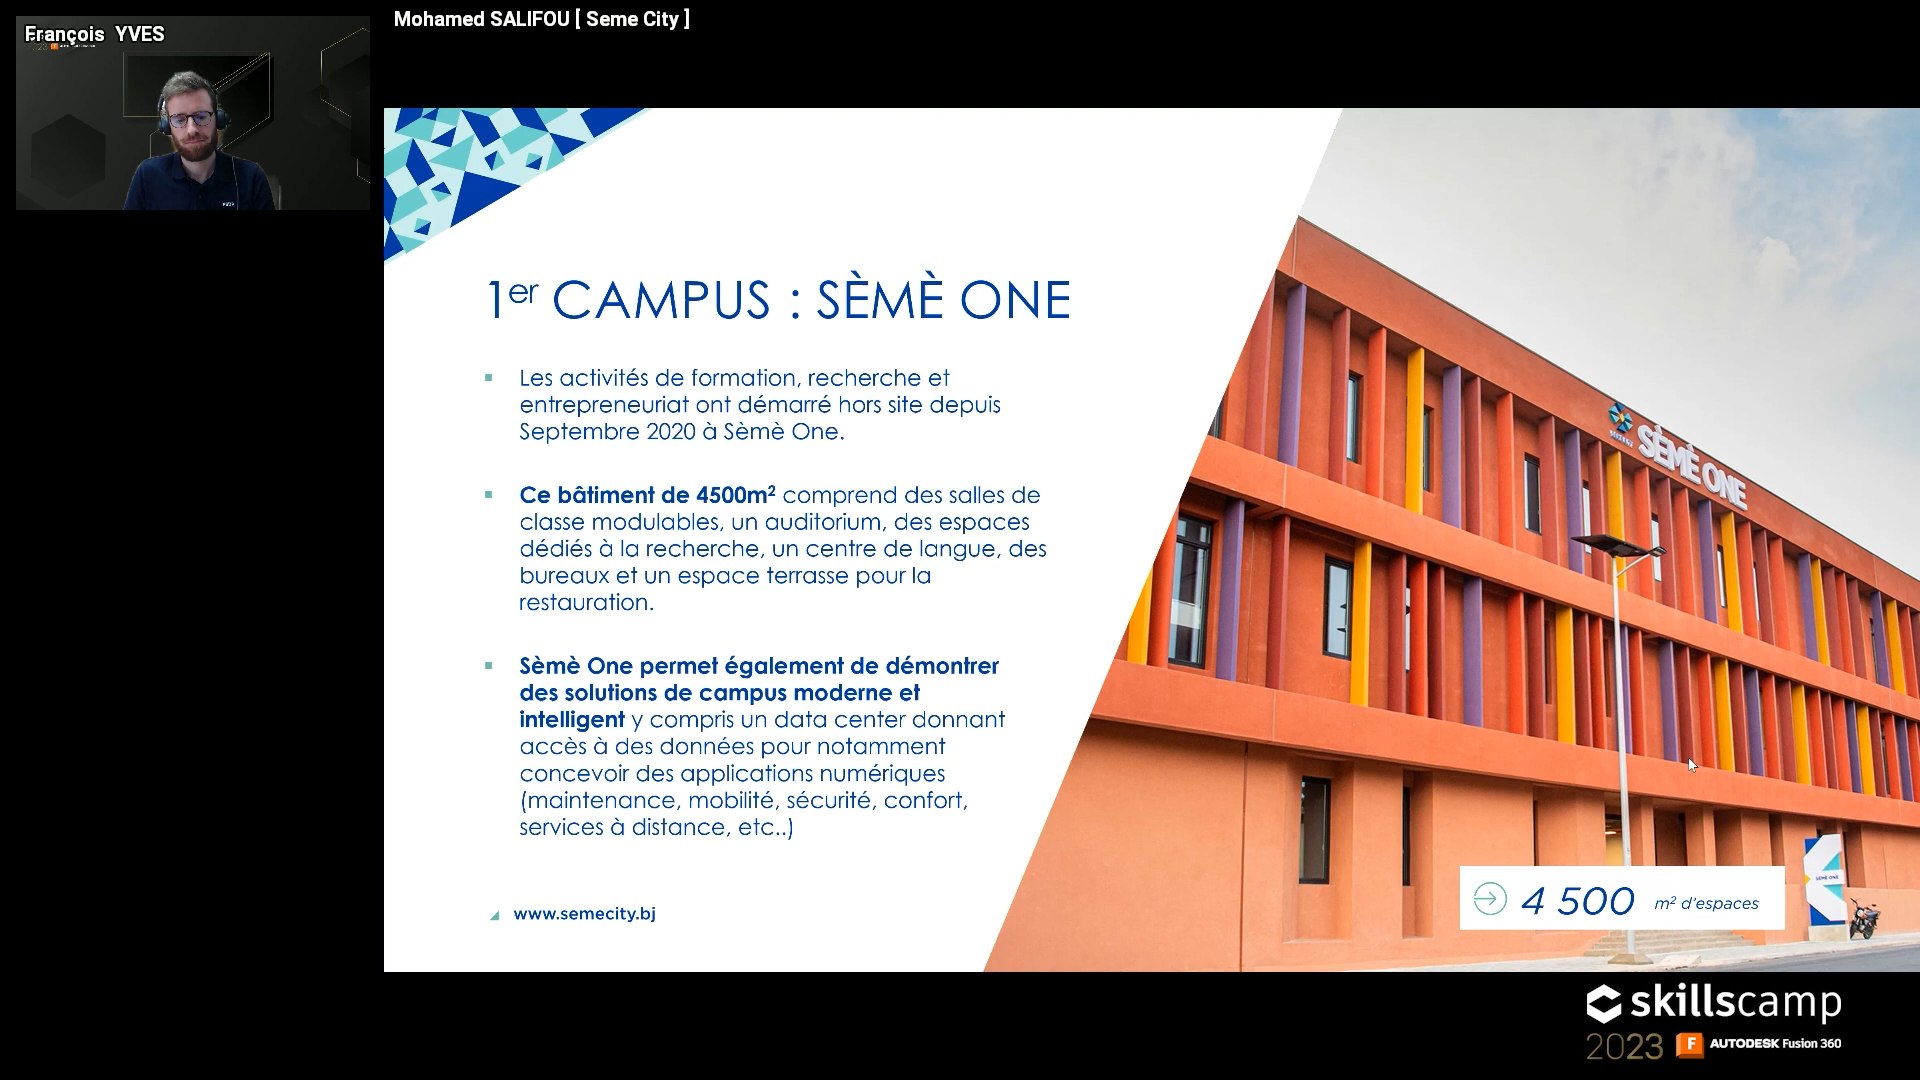 François YVES
Mohamed SALIFOU [ Seme City ]
1er CAMPUS : SÈMÈ ONE
Les activités de formation, recherche et
entrepreneuriat ont démarré hors site depuis
Septembre 2020 à Sèmè One.
Ce bâtiment de 4500m² comprend des salles de
classe modulables, un auditorium, des espaces
dédiés à la recherche, un centre de langue, des
bureaux et un espace terrasse pour la
restauration.
Sèmè One permet également de démontrer
des solutions de campus moderne et
intelligent y compris un data center donnant
accès à des données pour notamment
concevoir des applications numériques
(maintenance, mobilité, sécurité, confort,
services à distance, etc..)
www.semecity.bj
SÈMÈ ONE
SÈMÈ ONE
4 500 m² d'espaces
skillscamp
2023 F AUTODESK Fusion 360